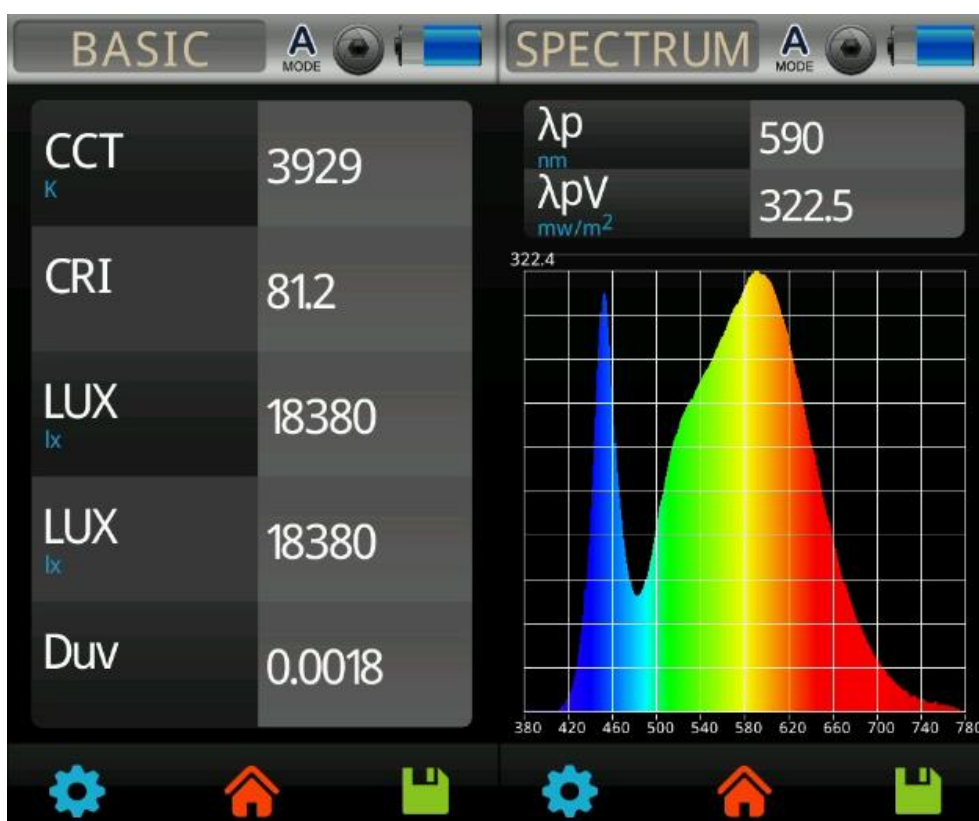 BASIC
A
MODE
CCT
K
3929
CRI
81.2
LUX
lx
18380
LUX
lx
18380
Duv
0.0018
SPECTRUM
A
MODE
λp
nm
590
λpV
mw/m²
322.5
322.4
380 420 460 500 540 580 620 660 700 740 780